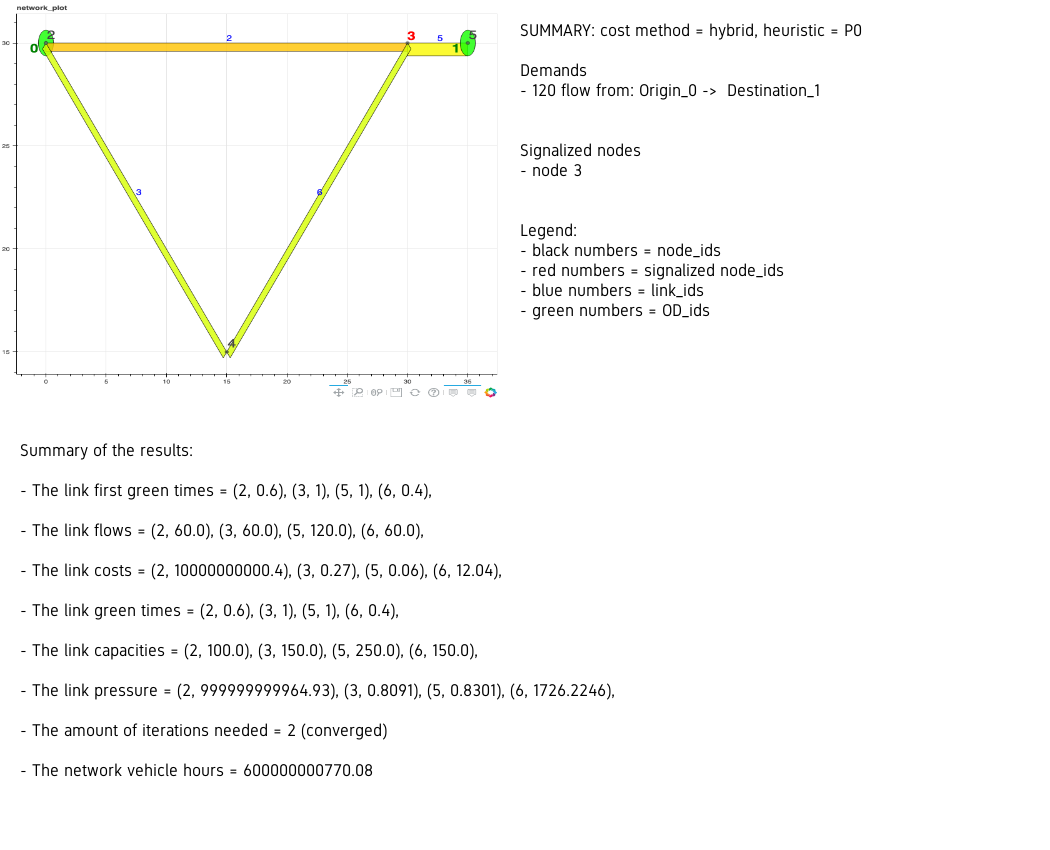 network_plot
2
0
2
3
5
1
5
30
25
20
15
3
6
4
0
5
10
15
20
25
30
35
SUMMARY: cost method = hybrid, heuristic = P0
Demands
- 120 flow from: Origin_0 -> Destination_1
Signalized nodes
- node 3
Legend:
- black numbers = node_ids
- red numbers = signalized node_ids
- blue numbers = link_ids
- green numbers = OD_ids
Summary of the results:
- The link first green times = (2, 0.6), (3, 1), (5, 1), (6, 0.4),
- The link flows = (2, 60.0), (3, 60.0), (5, 120.0), (6, 60.0),
- The link costs = (2, 10000000000.4), (3, 0.27), (5, 0.06), (6, 12.04),
- The link green times = (2, 0.6), (3, 1), (5, 1), (6, 0.4),
- The link capacities = (2, 100.0), (3, 150.0), (5, 250.0), (6, 150.0),
- The link pressure = (2, 999999999964.93), (3, 0.8091), (5, 0.8301), (6, 1726.2246),
- The amount of iterations needed = 2 (converged)
- The network vehicle hours = 600000000770.08